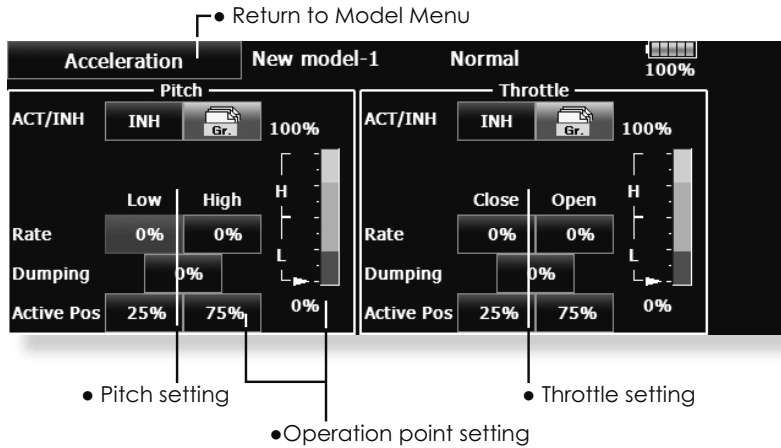 ● Return to Model Menu
Acceleration New model-1 Normal 100%
Pitch Throttle
ACT/INH INH Gr. 100% ACT/INH INH Gr. 100%
Low High H Close Open H
Rate 0% 0% Rate 0% 0%
L L
Dumping 0% Dumping 0%
Active Pos 25% 75% 0% Active Pos 25% 75% 0%
● Pitch setting ● Throttle setting
●Operation point setting